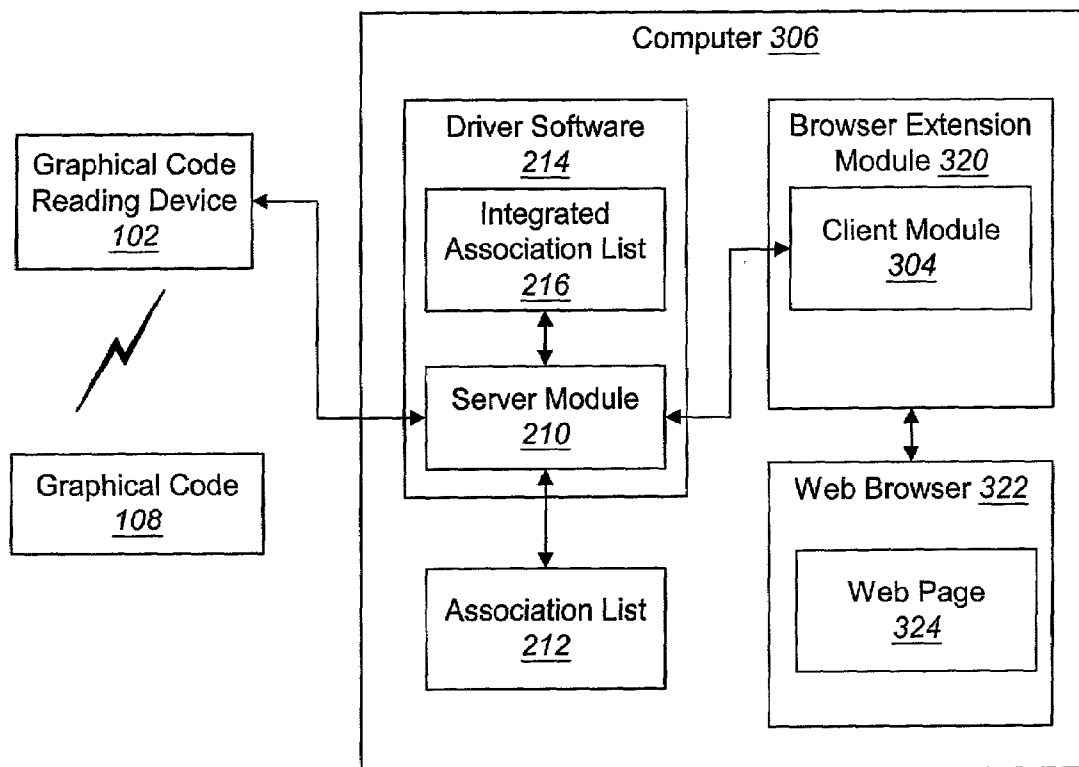 Computer 306
Driver Software
214
Browser Extension
Module 320
Graphical Code
Reading Device
102
Integrated
Association List
216
Client Module
304
Server Module
210
Graphical Code
108
Web Browser 322
Association List
212
Web Page
324